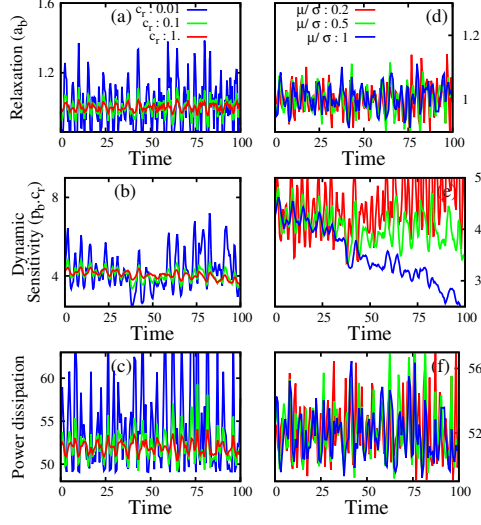 (a)
c_r : 0.01
c_r : 0.1
c_r : 1.
Relaxation (a_b)
1.2
1
0 25 50 75 100
Time
(d)
μ/σ : 0.2
μ/σ : 0.5
μ/σ : 1
1.2
1
0 25 50 75 100
Time
(b)
Dynamic
Sensitivity (p_b,c_r)
8
4
0 25 50 75 100
Time
e
5
4
3
0 25 50 75 100
Time
(c)
Power dissipation
60
55
50
0 25 50 75 100
Time
(f)
56
52
0 25 50 75 100
Time